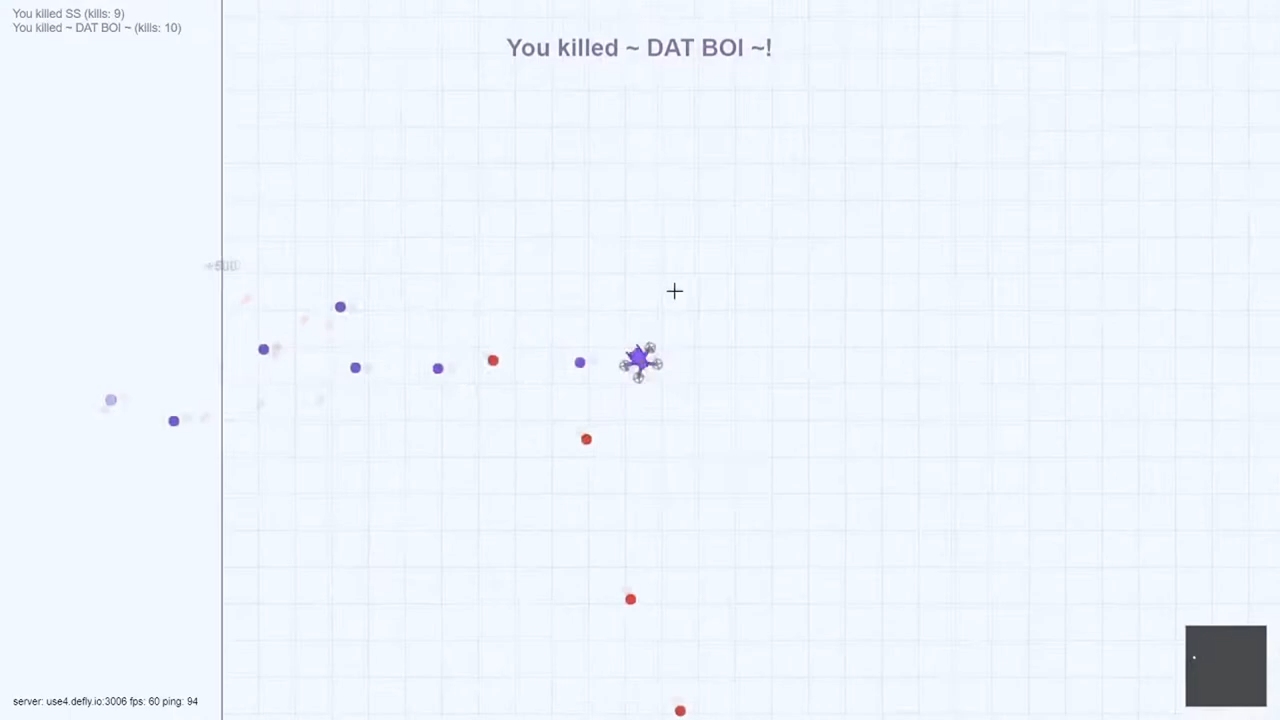 You killed SS (kills: 9)
You killed ~ DAT BOI ~ (kills: 10)
You killed ~ DAT BOI ~!
+500
server: use4.defly.io:3006 fps: 60 ping: 94